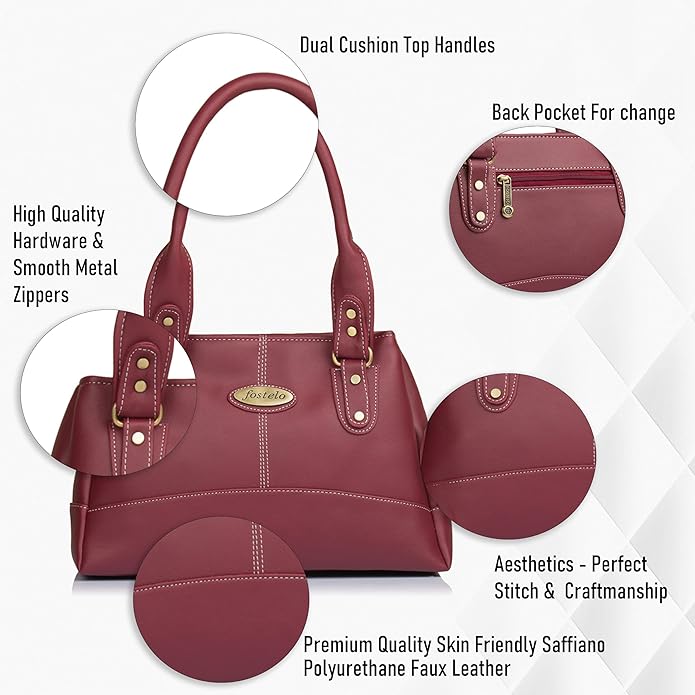 Dual Cushion Top Handles
Back Pocket For change
High Quality
Hardware &
Smooth Metal
Zippers
fostelo
Aesthetics - Perfect
Stitch & Craftmanship
Premium Quality Skin Friendly Saffiano
Polyurethane Faux Leather